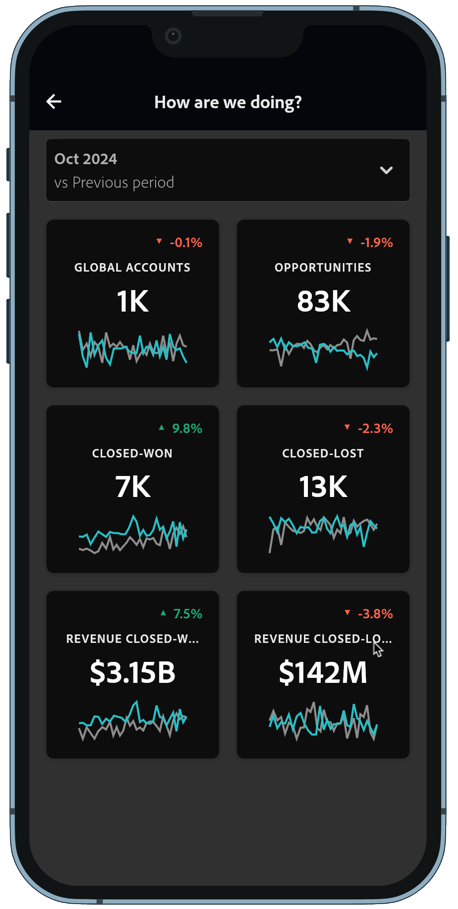 How are we doing?
Oct 2024
vs Previous period
▼ -0.1%
GLOBAL ACCOUNTS
1K
▼ -1.9%
OPPORTUNITIES
83K
▲ 9.8%
CLOSED-WON
7K
▼ -2.3%
CLOSED-LOST
13K
▲ 7.5%
REVENUE CLOSED-W...
$3.15B
▼ -3.8%
REVENUE CLOSED-LO...
$142M